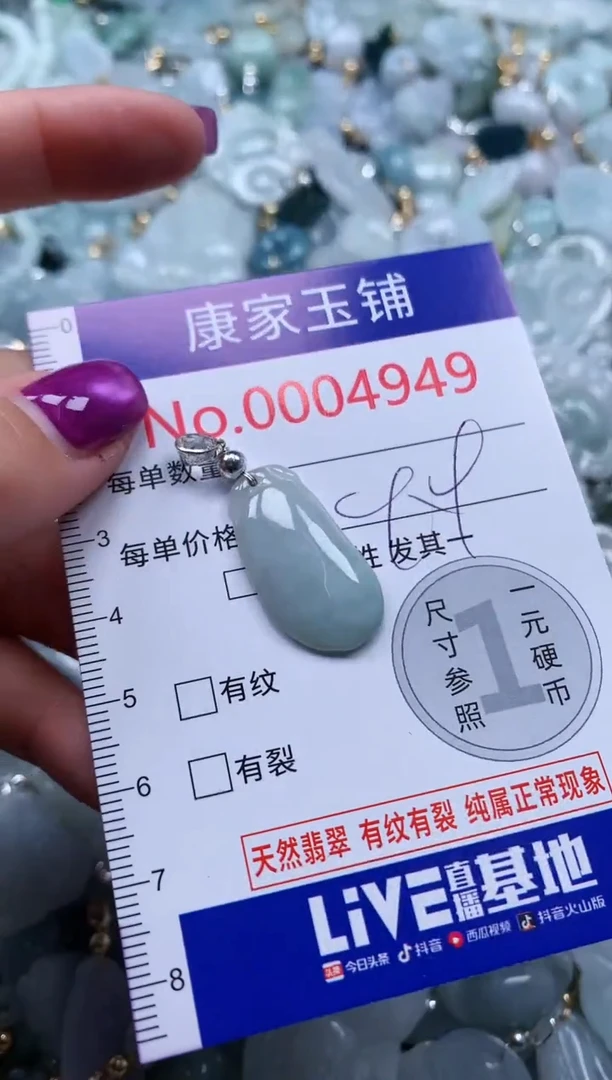 0
康家玉铺
No.0004949
每单数量
3
每单价格
性 发其一
4
尺寸参照
1
一元硬币
5
有纹
6
有裂
天然翡翠 有纹有裂 纯属正常现象
7
LIVE直播基地
头条 今日头条 抖音 西瓜视频 抖音火山版
8